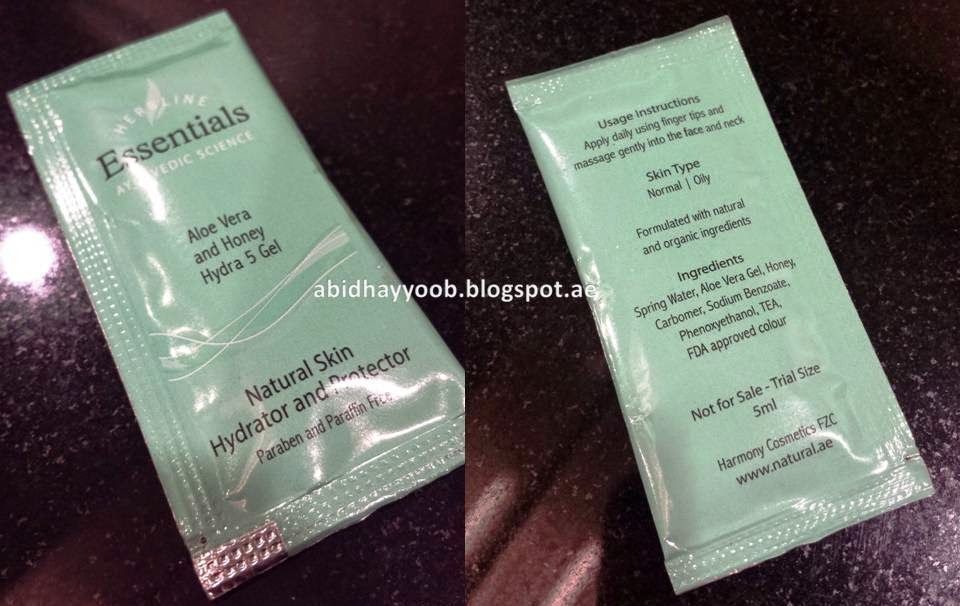 HERBLINE
Essentials
AYURVEDIC SCIENCE
Aloe Vera
and Honey
Hydra 5 Gel
Natural Skin
Hydrator and Protector
Paraben and Paraffin Free
abidhayyoob.blogspot.ae
Usage Instructions
Apply daily using finger tips and
massage gently into the face and neck
Skin Type
Normal | Oily
Formulated with natural
and organic ingredients
Ingredients
Spring Water, Aloe Vera Gel, Honey,
Carbomer, Sodium Benzoate,
Phenoxyethanol, TEA,
FDA approved colour
Not for Sale - Trial Size
5ml
Harmony Cosmetics FZC
www.natural.ae